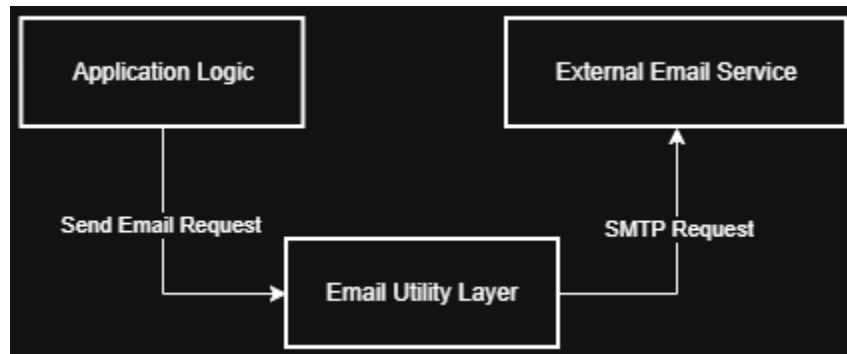 Application Logic
External Email Service
Send Email Request
SMTP Request
Email Utility Layer